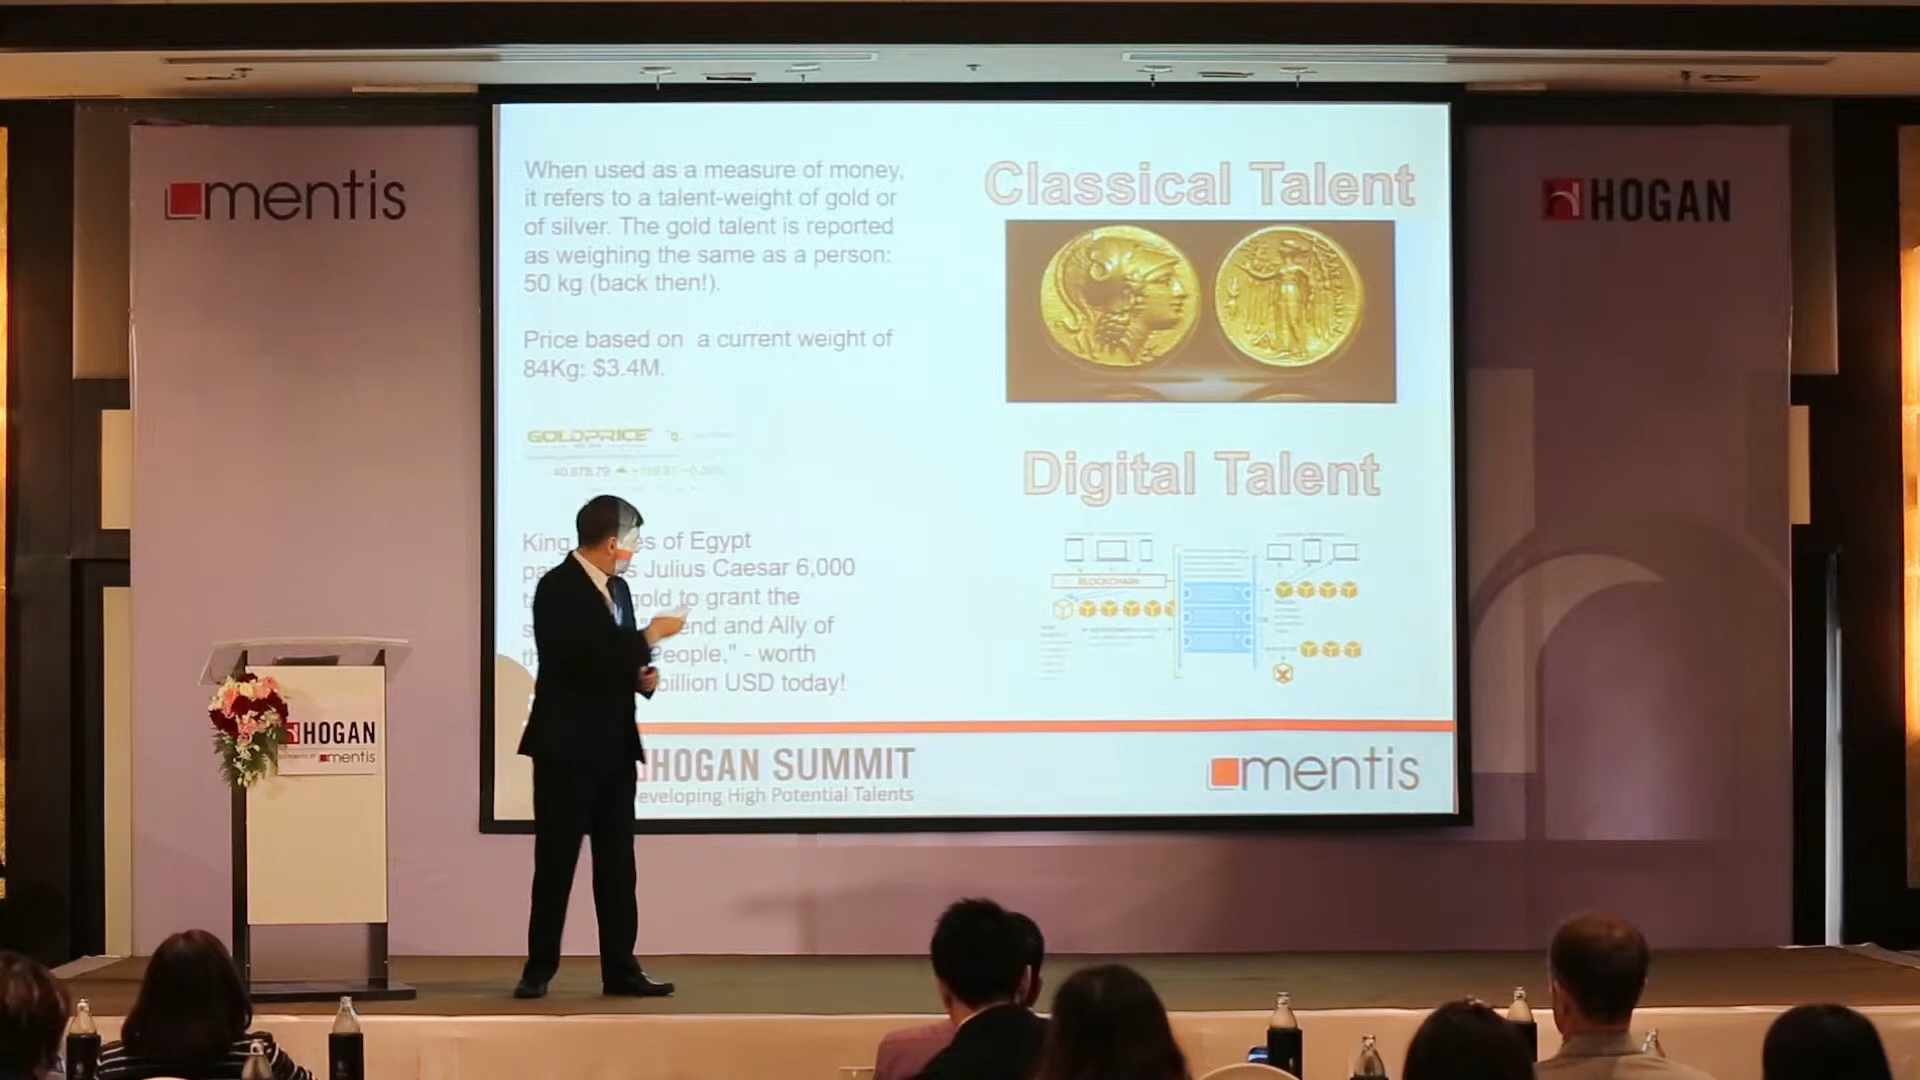 mentis
HOGAN
When used as a measure of money,
it refers to a talent-weight of gold or
of silver. The gold talent is reported
as weighing the same as a person:
50 kg (back then!).
Price based on a current weight of
84Kg: $3.4M.
GOLDPRICE
King of Egypt
Julius Caesar 6,000
gold to grant the
and Ally of
People," - worth
billion USD today!
Classical Talent
Digital Talent
BLOCKCHAIN
HOGAN SUMMIT
Developing High Potential Talents
mentis
HOGAN
mentis